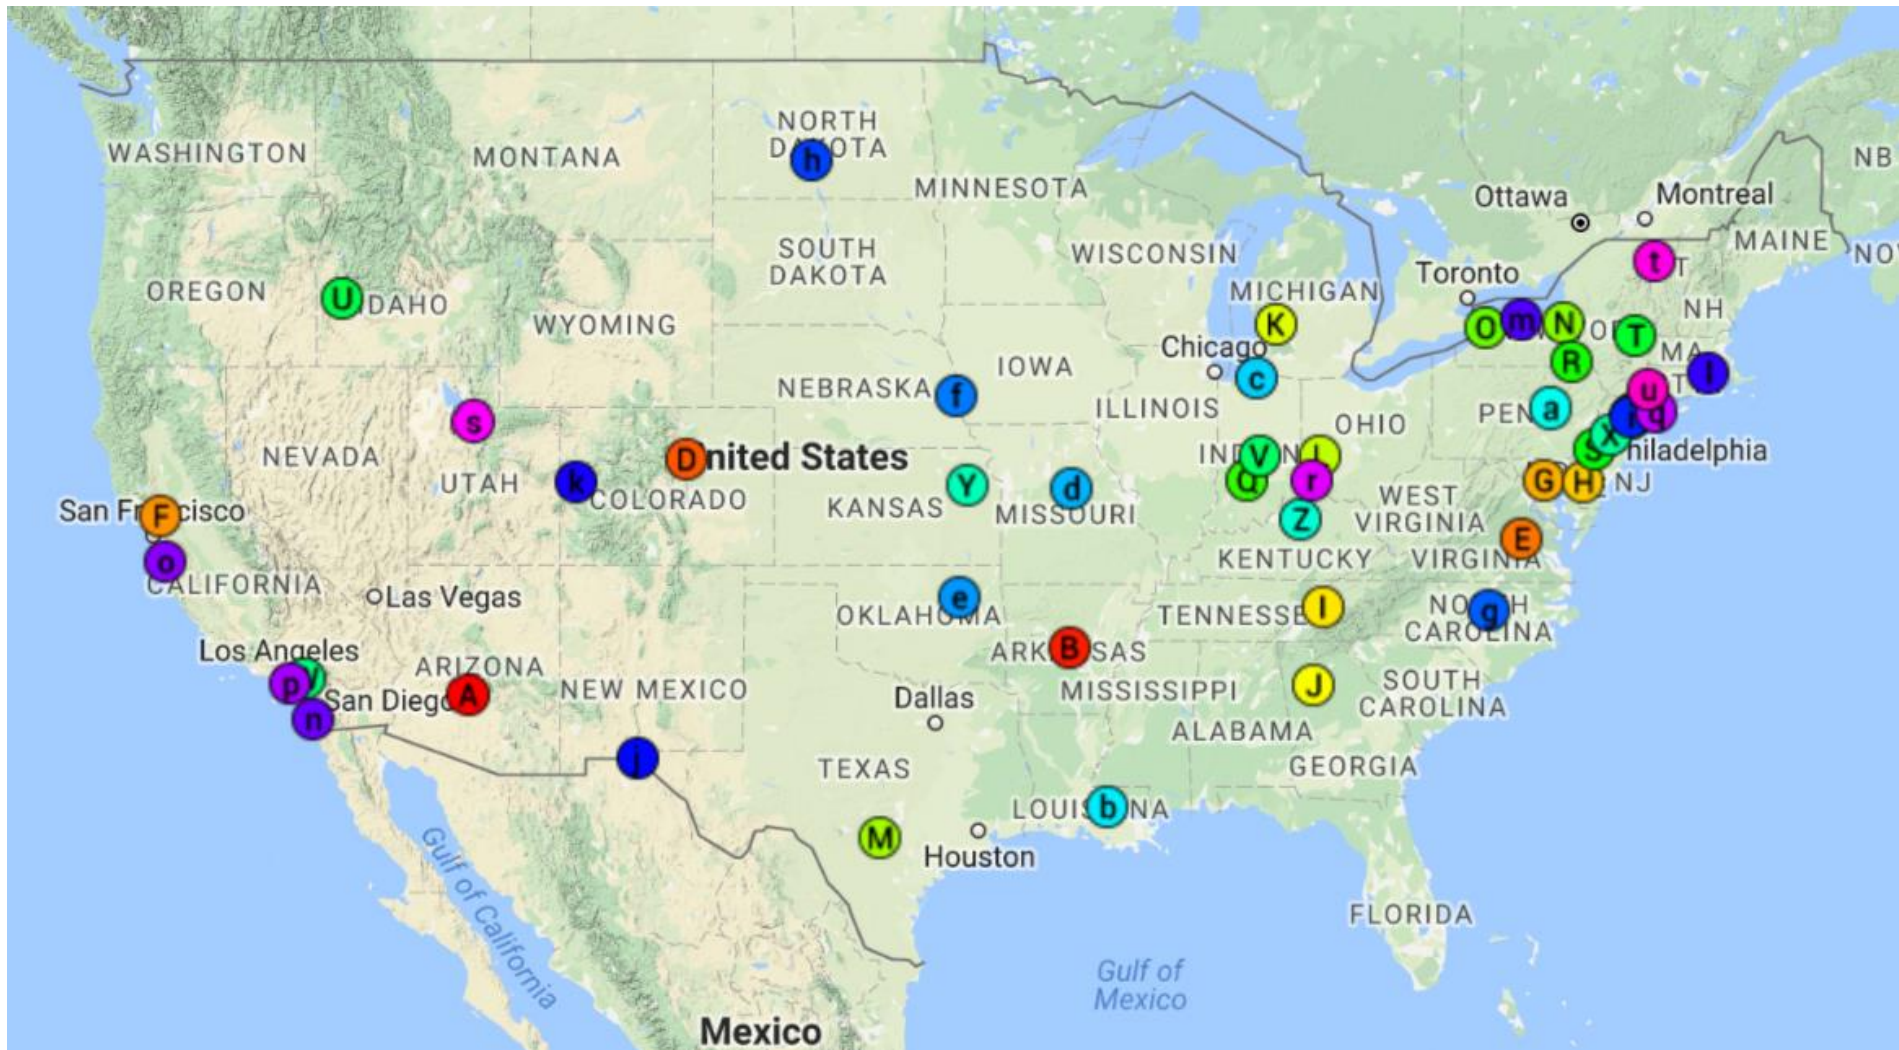 NORTH
DAKOTA
h
WASHINGTON
MONTANA
NB
MINNESOTA
Ottawa
Montreal
MAINE
NO
SOUTH
DAKOTA
WISCONSIN
t
T
Toronto
OREGON
U
IDAHO
MICHIGAN
NH
WYOMING
K
O
m
N
T
Chicago
c
R
MA
l
IOWA
NEBRASKA
f
ILLINOIS
PEN
a
u
q
T
OHIO
s
X
S
Philadelphia
NEVADA
D
United States
V
L
UTAH
k
COLORADO
Y
KANSAS
d
MISSOURI
Q
r
G
H
NJ
WEST
VIRGINIA
San Francisco
F
Z
E
o
CALIFORNIA
KENTUCKY
VIRGINIA
Las Vegas
e
OKLAHOMA
TENNESSE
I
g
NORTH
CAROLINA
Los Angeles
ARIZONA
B
ARKANSAS
p
San Diego
A
NEW MEXICO
Dallas
MISSISSIPPI
J
SOUTH
CAROLINA
n
ALABAMA
j
TEXAS
GEORGIA
LOUISIANA
b
M
Houston
Gulf of California
FLORIDA
Gulf of
Mexico
Mexico